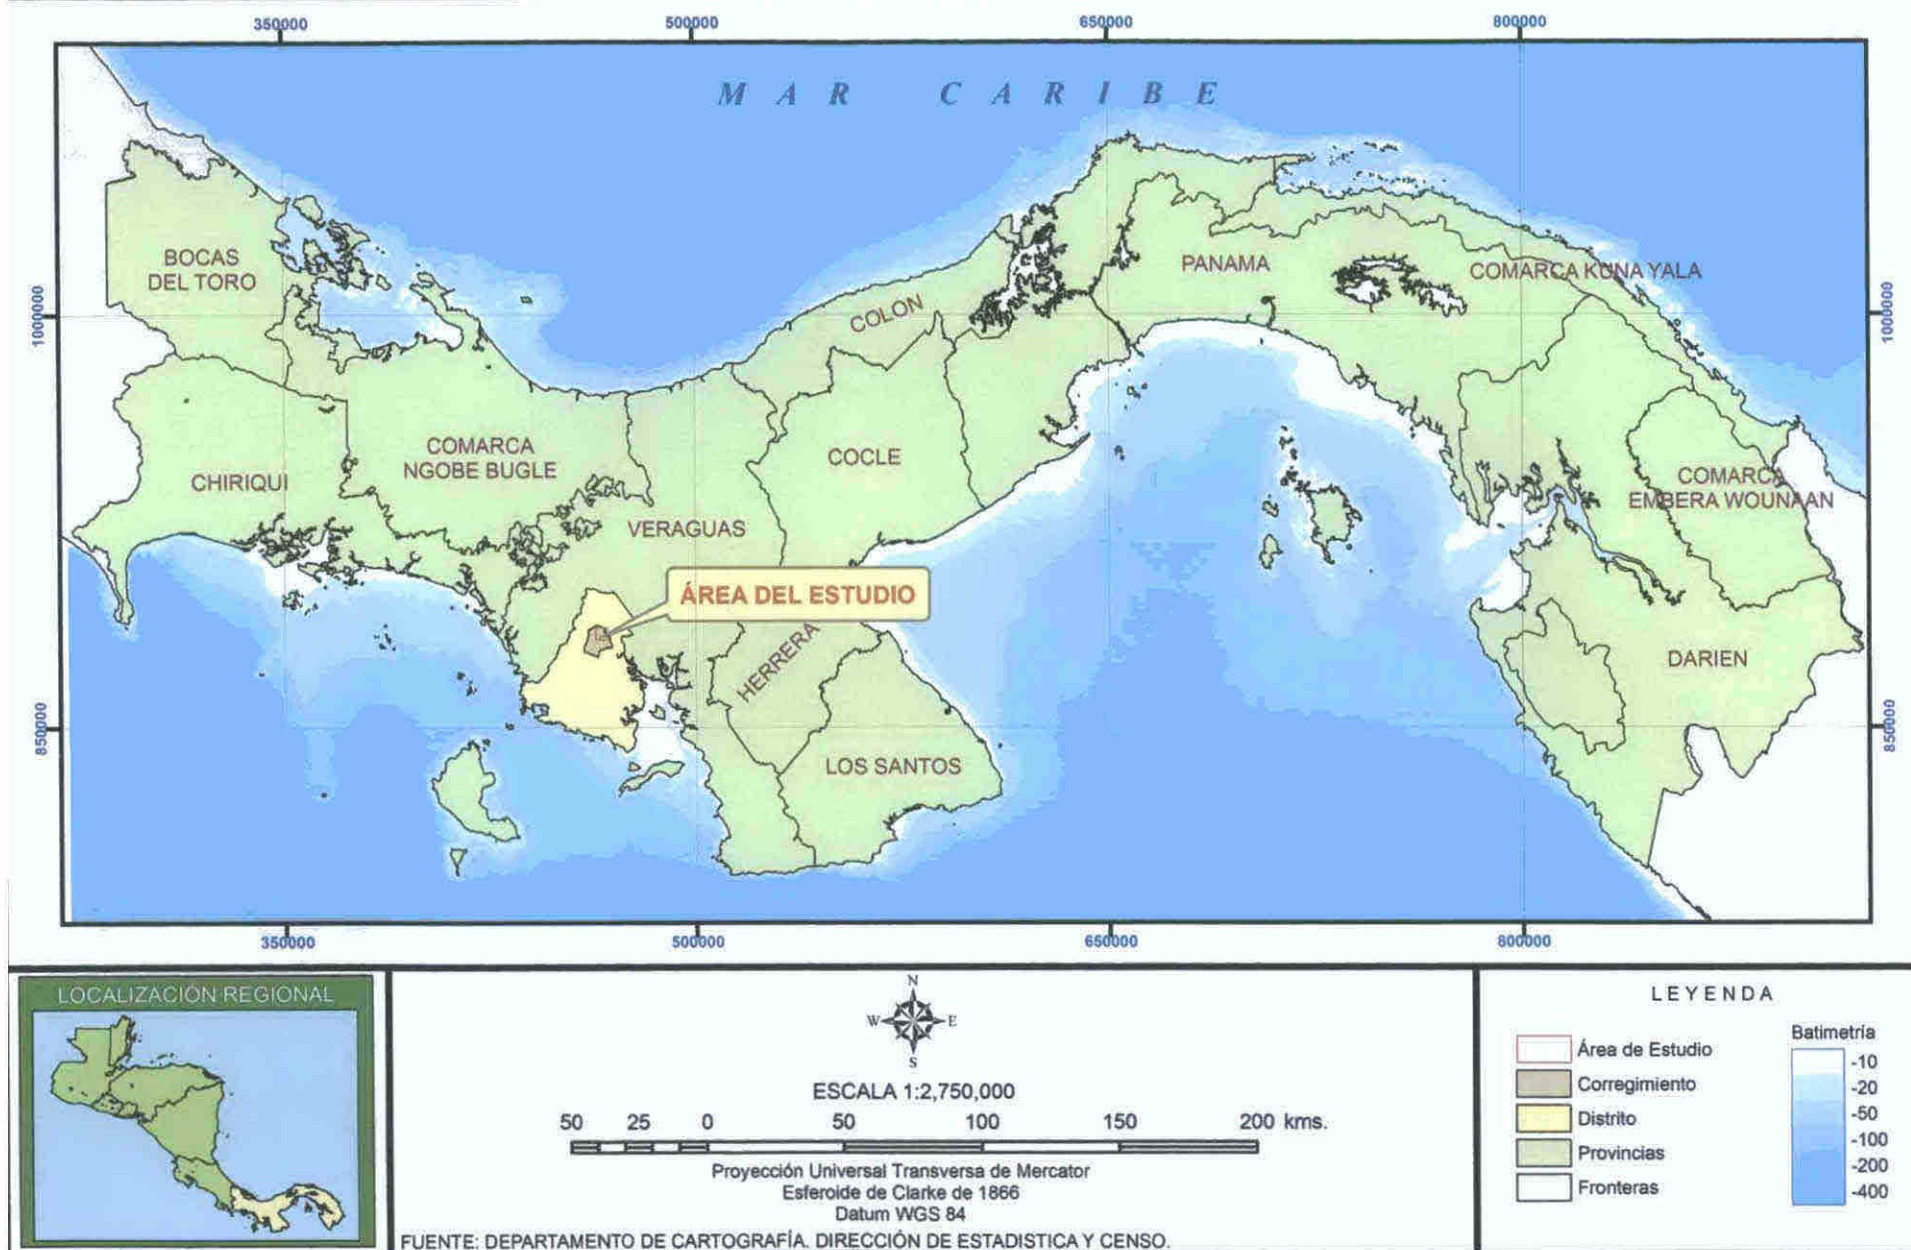 350000 500000 650000 800000
MAR CARIBE
BOCAS
DEL TORO
PANAMA
COMARCA KUNA YALA
COLON
1000000
1000000
COMARCA
NGOBE BUGLE
COCLE
CHIRIQUI
COMARCA
EMBERA WOUNAAN
VERAGUAS
ÁREA DEL ESTUDIO
HERRERA
DARIEN
850000
850000
LOS SANTOS
350000 500000 650000 800000
LOCALIZACIÓN REGIONAL
N
W E
S
ESCALA 1:2,750,000
50 25 0 50 100 150 200 kms.
Proyección Universal Transversa de Mercator
Esferoide de Clarke de 1866
Datum WGS 84
FUENTE: DEPARTAMENTO DE CARTOGRAFÍA. DIRECCIÓN DE ESTADISTICA Y CENSO.
LEYENDA
Área de Estudio
Corregimiento
Distrito
Provincias
Fronteras
Batimetría
-10
-20
-50
-100
-200
-400